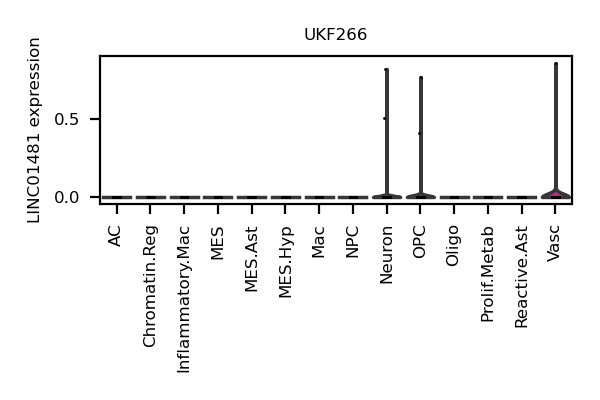 UKF266
LINC01481 expression
0.5
0.0
AC
Chromatin.Reg
Inflammatory.Mac
MES
MES.Ast
MES.Hyp
Mac
NPC
Neuron
OPC
Oligo
Prolif.Metab
Reactive.Ast
Vasc